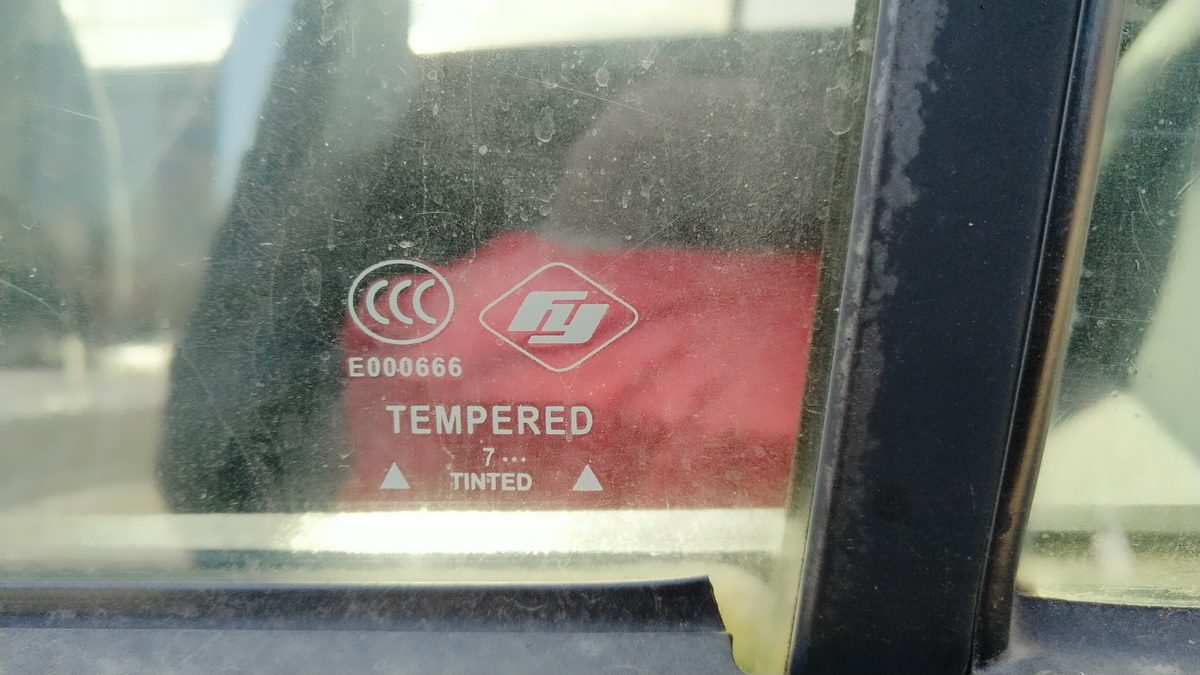 CCC FY
E000666
TEMPERED
7 ...
TINTED